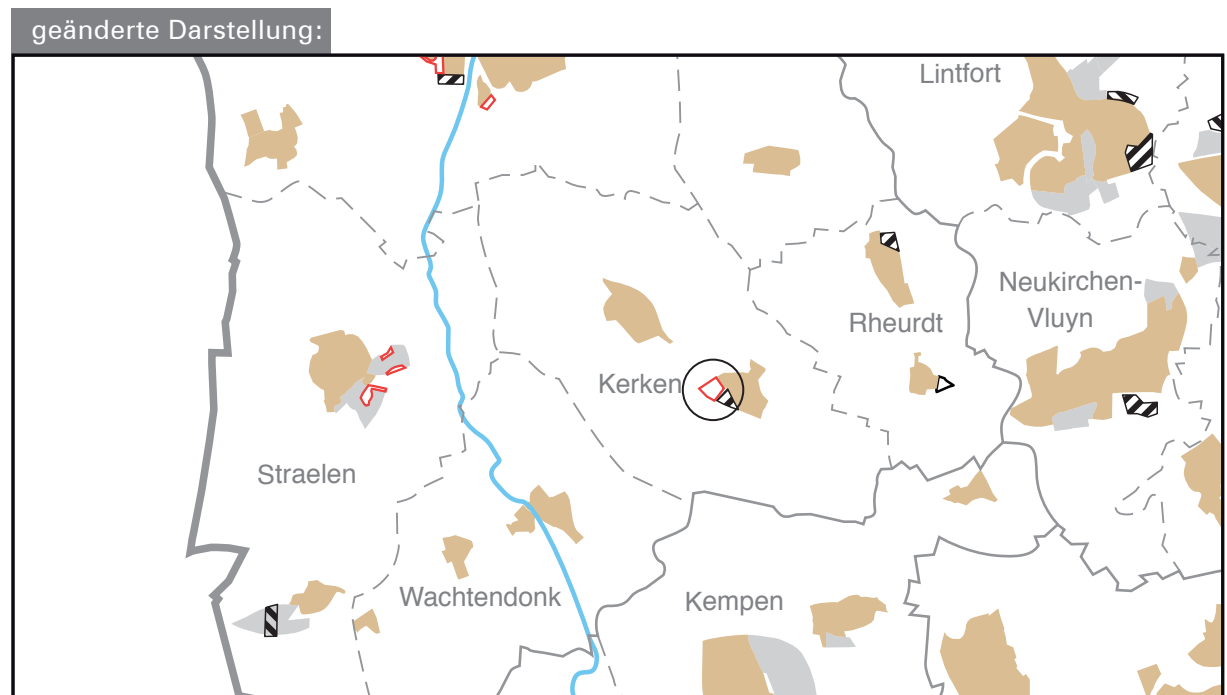 geänderte Darstellung:
Lintfort
Neukirchen-
Vluyn
Rheurdt
Kerken
Straelen
Wachtendonk
Kempen